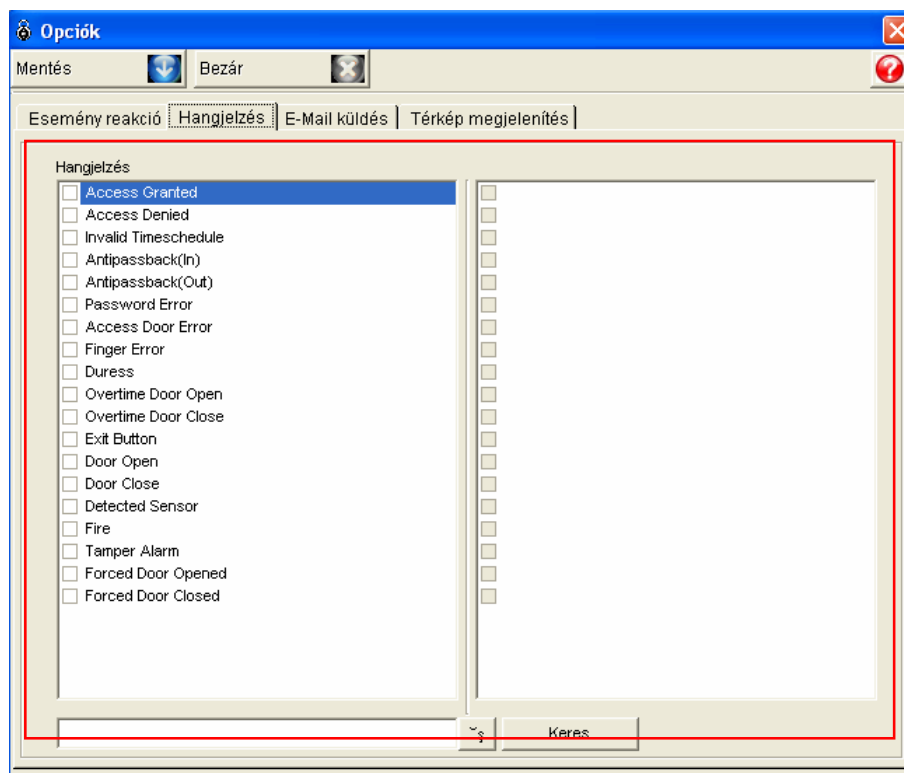 Opciók
Mentés Bezár
Esemény reakció Hangjelzés E-Mail küldés Térkép megjelenítés
Hangjelzés
Access Granted
Access Denied
Invalid Timeschedule
Antipassback(In)
Antipassback(Out)
Password Error
Access Door Error
Finger Error
Duress
Overtime Door Open
Overtime Door Close
Exit Button
Door Open
Door Close
Detected Sensor
Fire
Tamper Alarm
Forced Door Opened
Forced Door Closed
Keres